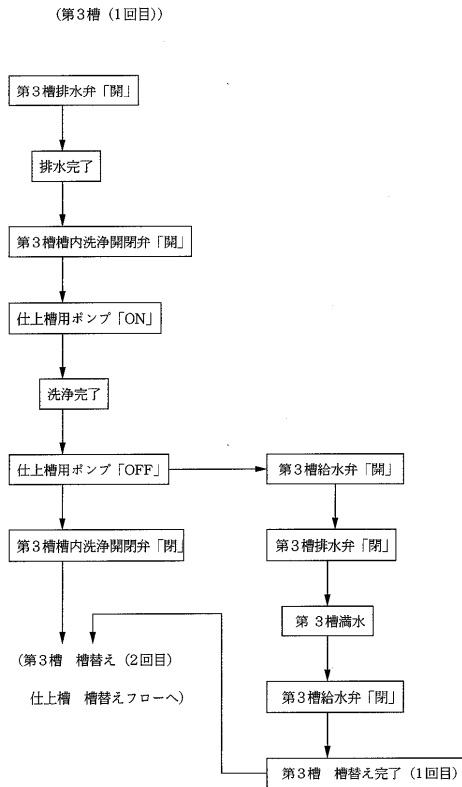 (第３槽 (１回目))
第３槽排水弁「開」
排水完了
第３槽槽内洗浄開閉弁「開」
仕上槽用ポンプ「ON」
洗浄完了
仕上槽用ポンプ「OFF」
第３槽給水弁「開」
第３槽槽内洗浄開閉弁「閉」
第３槽排水弁「閉」
第３槽満水
(第３槽　槽替え (２回目)
仕上槽　槽替えフローへ)
第３槽給水弁「閉」
第３槽　槽替え完了 (１回目)